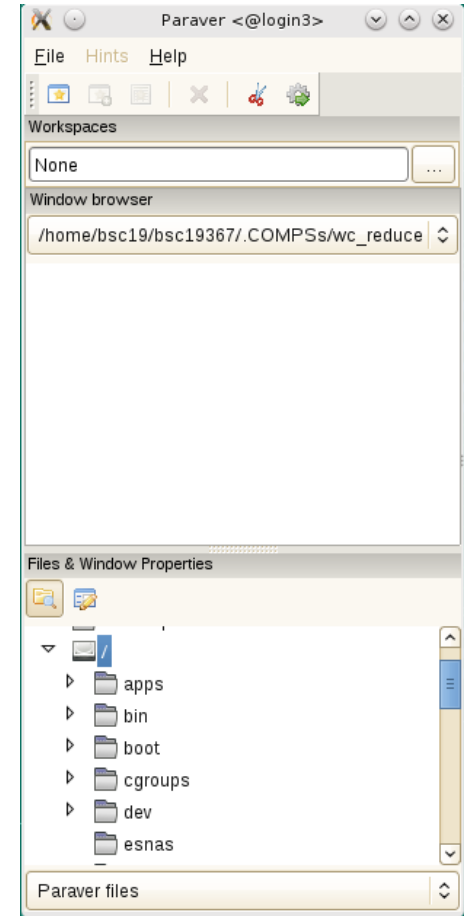 Paraver <@login3>
File Hints Help
Workspaces
None
...
Window browser
/home/bsc19/bsc19367/.COMPSs/wc_reduce
Files & Window Properties
/
apps
bin
boot
cgroups
dev
esnas
Paraver files